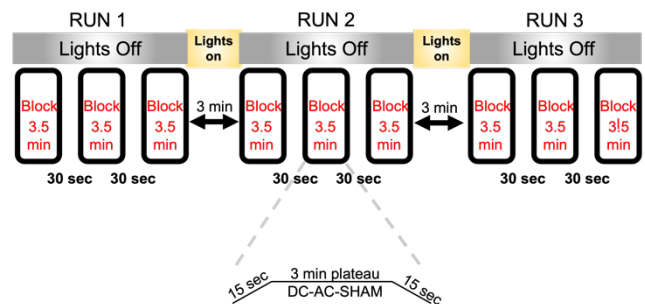 RUN 1
RUN 2
RUN 3
Lights Off
Lights
on
Lights Off
Lights
on
Lights Off
Block
3.5
min
Block
3.5
min
Block
3.5
min
3 min
Block
3.5
min
Block
3.5
min
Block
3.5
min
3 min
Block
3.5
min
Block
3.5
min
Block
3|5
min
30 sec
30 sec
30 sec
30 sec
30 sec
30 sec
15 sec
3 min plateau
DC-AC-SHAM
15 sec